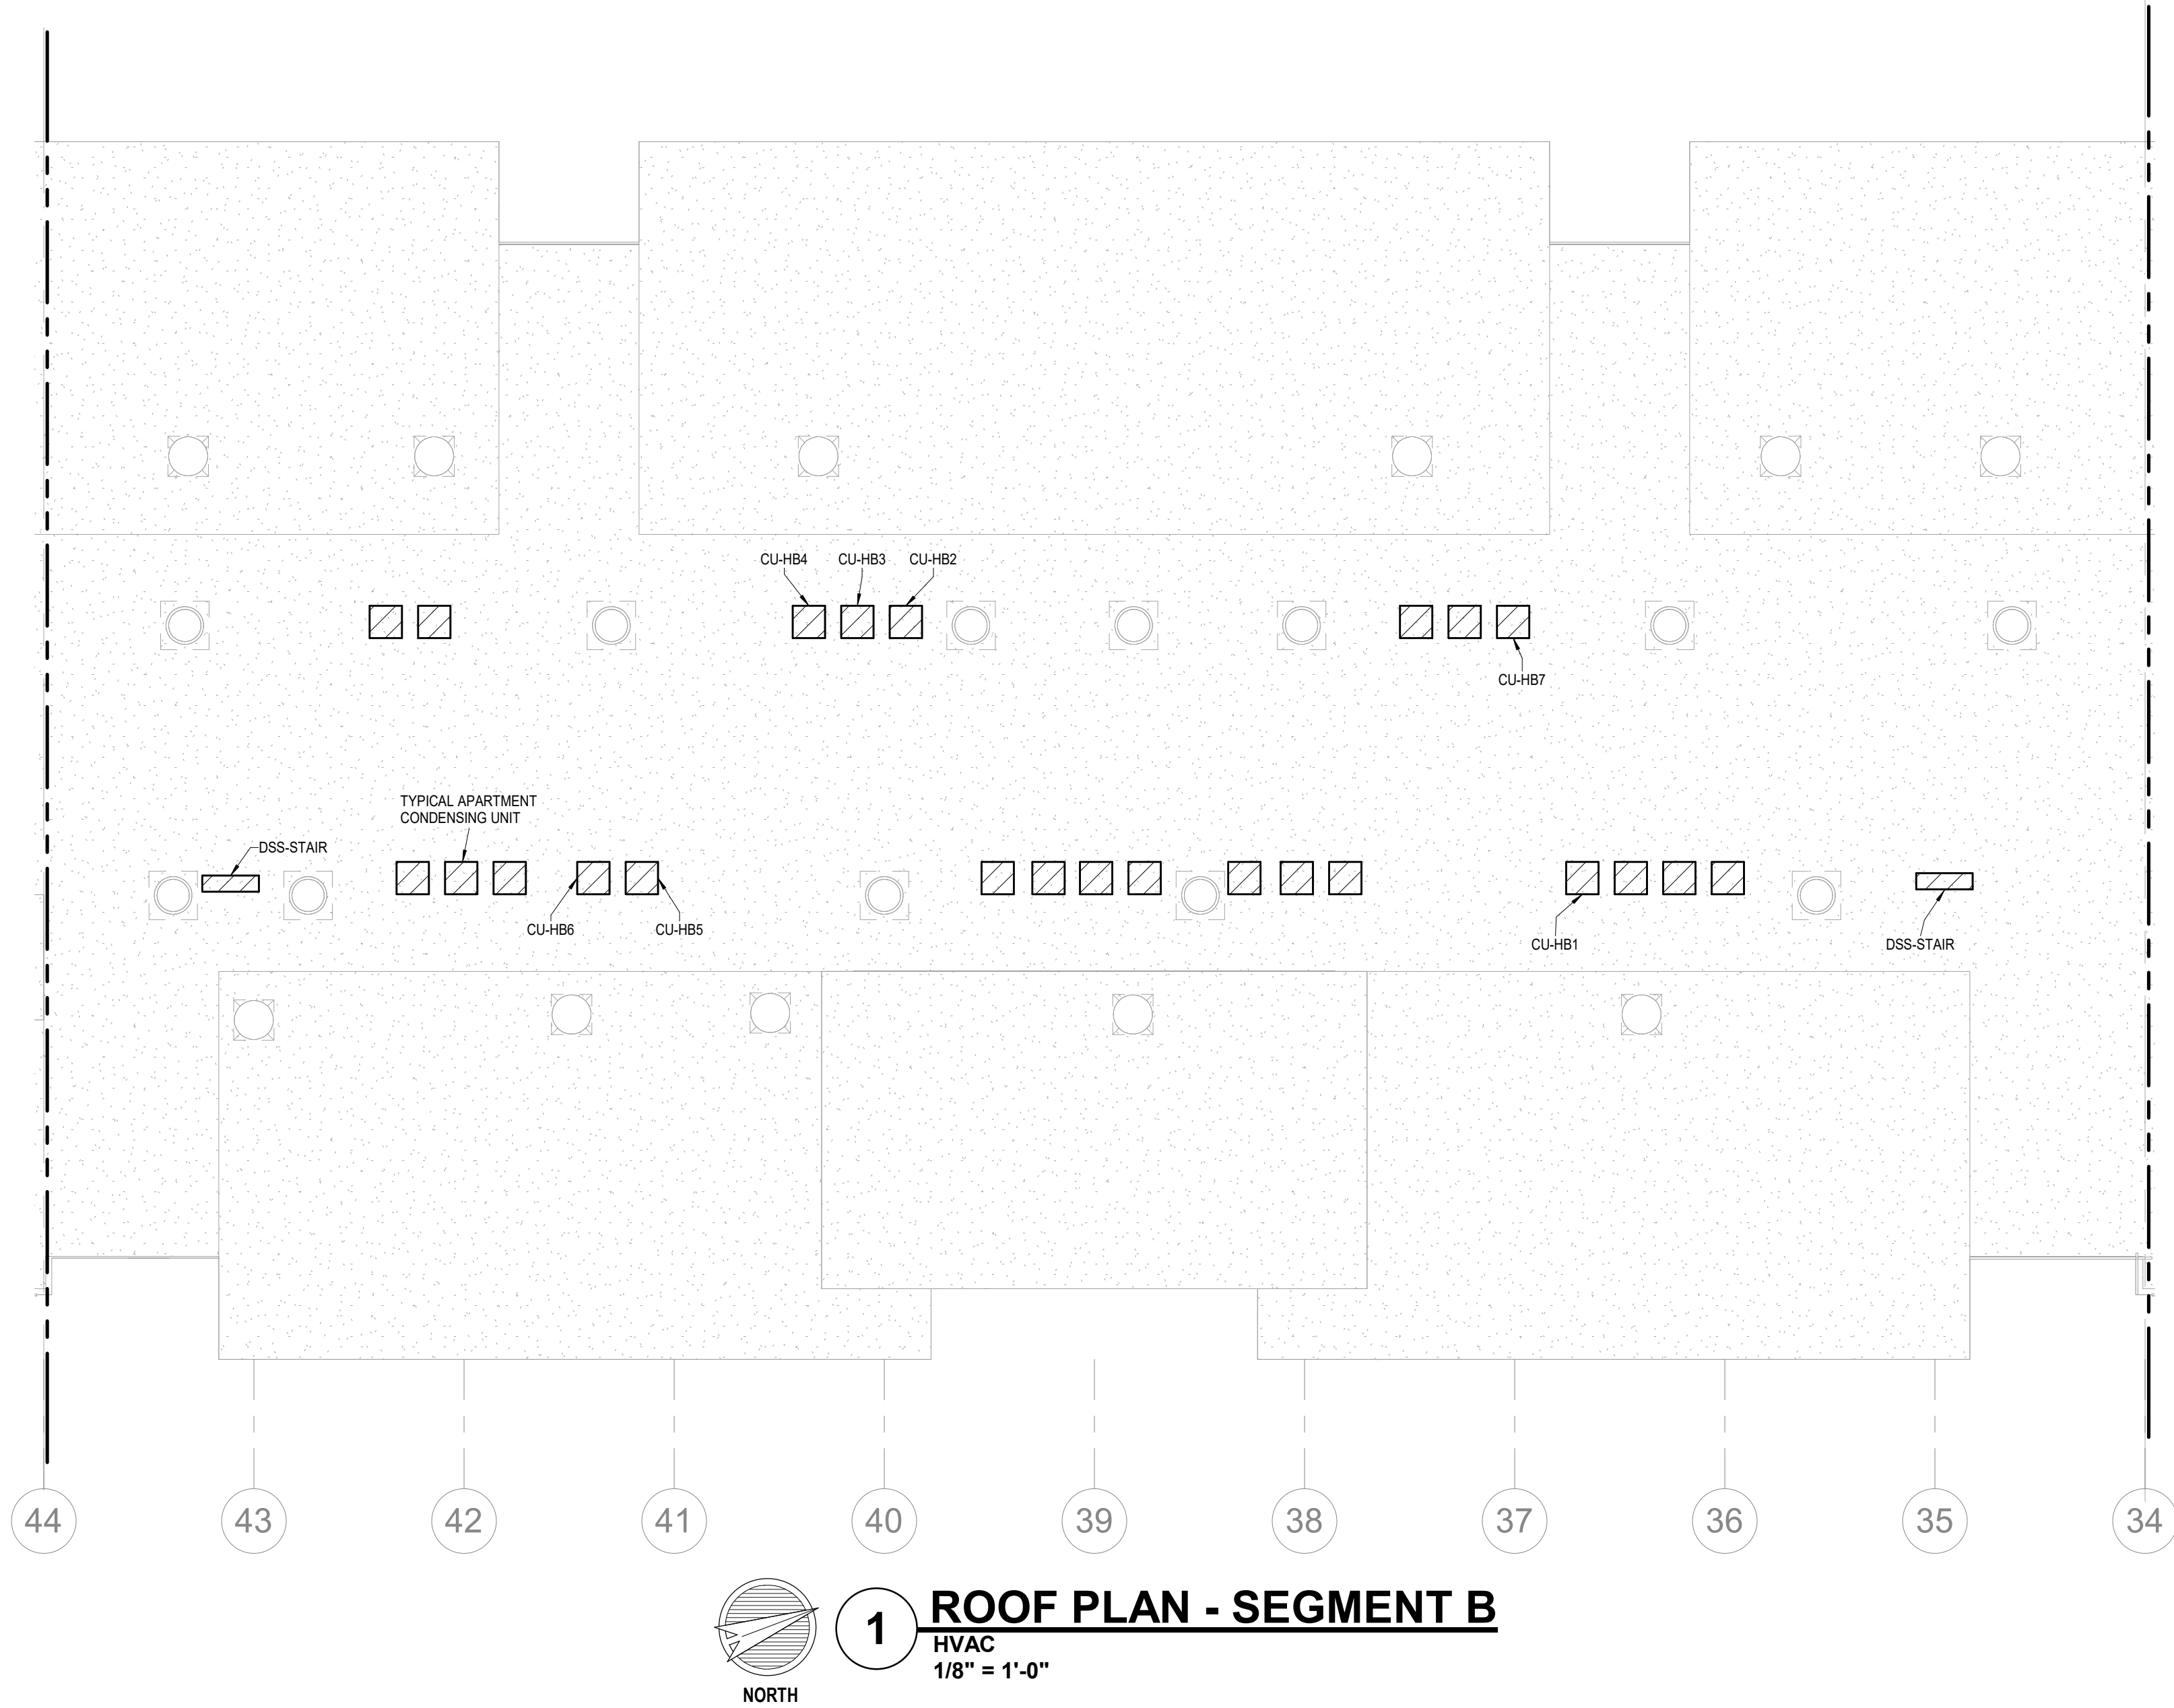 CU-HB4
CU-HB3
CU-HB2
CU-HB7
TYPICAL APARTMENT
CONDENSING UNIT
DSS-STAIR
CU-HB6
CU-HB5
CU-HB1
DSS-STAIR
44
43
42
41
40
39
38
37
36
35
34
1
ROOF PLAN - SEGMENT B
HVAC
1/8" = 1'-0"
NORTH